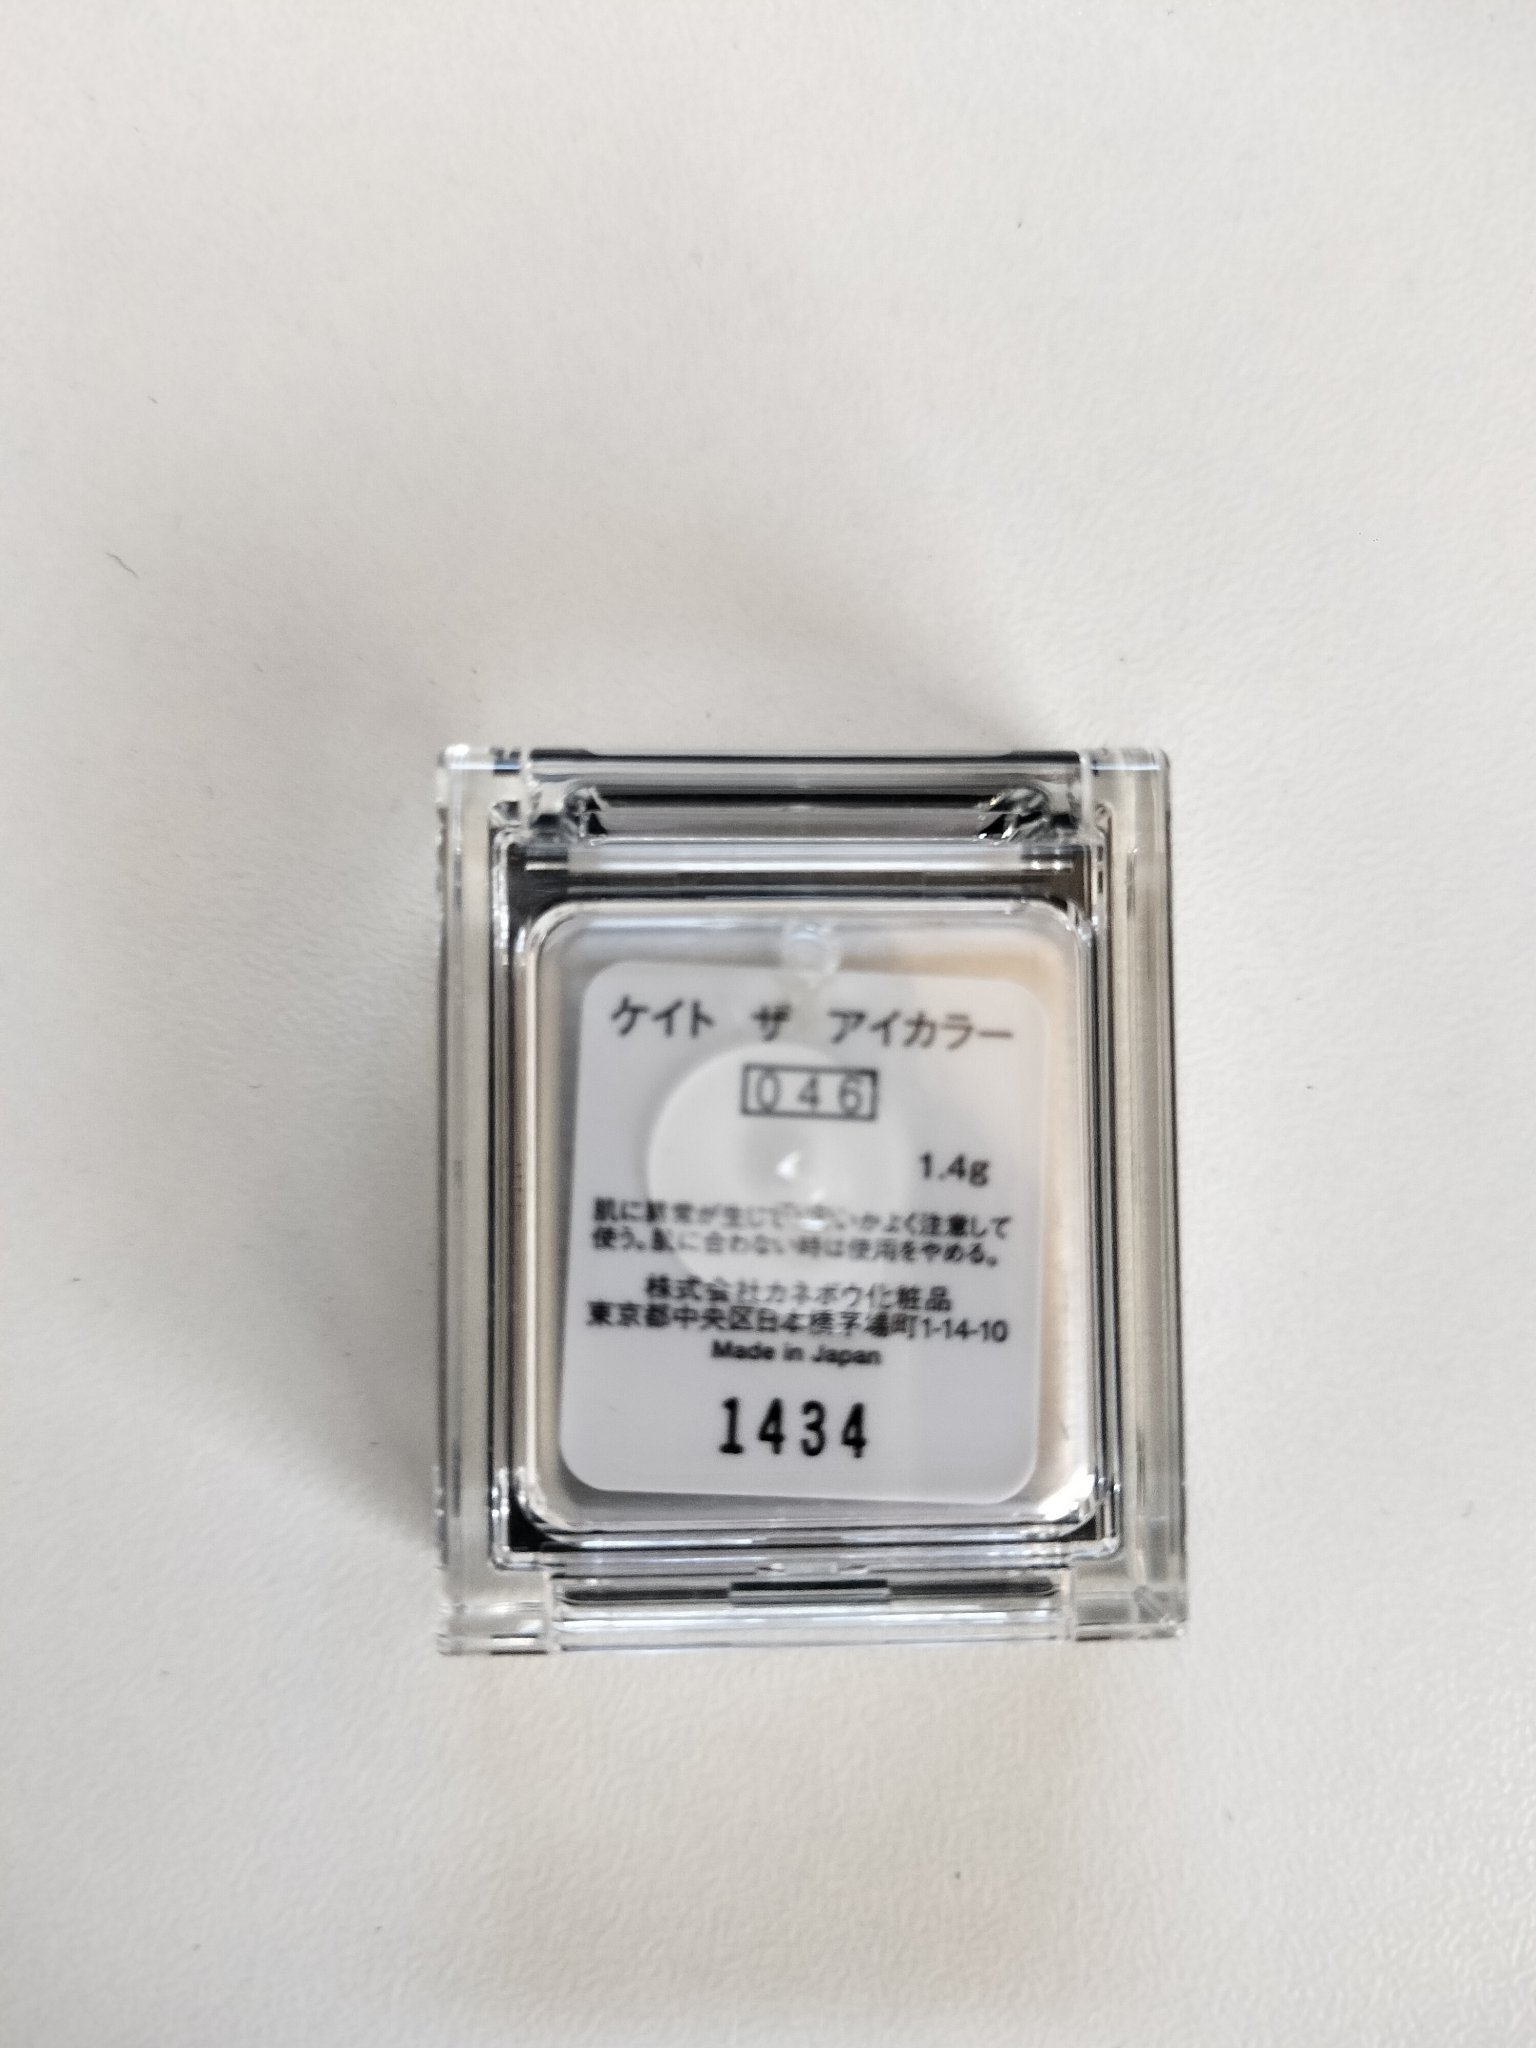 ケイト ザ アイカラー
046
1.4g
肌に異常が生じていないかよく注意して
使う。肌に合わない時は使用をやめる。
株式会社カネボウ化粧品
東京都中央区日本橋茅場町1-14-10
Made in Japan
1434